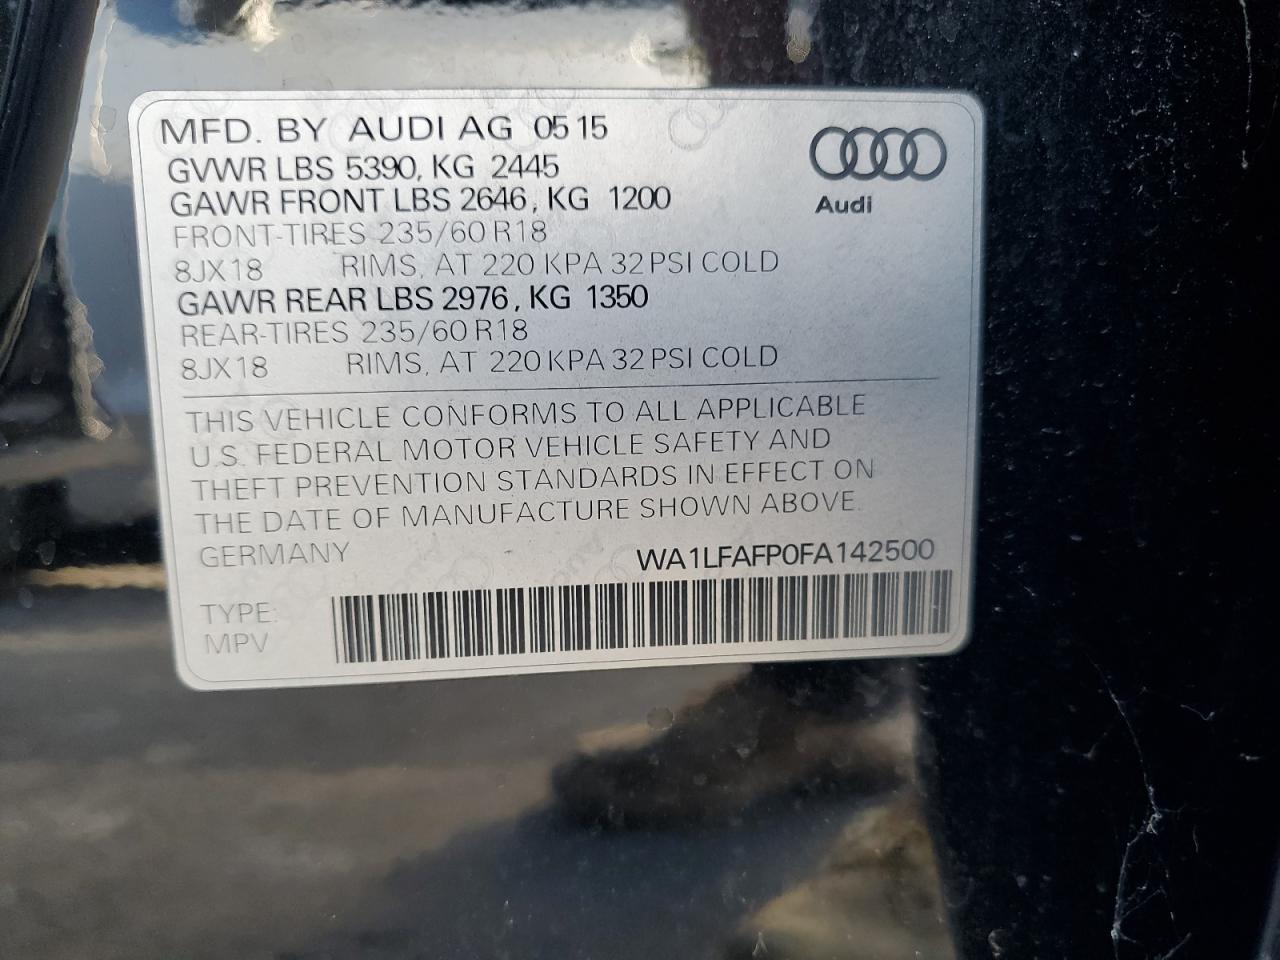 MFD. BY AUDI AG 0515
GVWR LBS 5390, KG 2445
GAWR FRONT LBS 2646, KG 1200
FRONT-TIRES 235/60 R18
8JX18 RIMS, AT 220 KPA 32 PSI COLD
GAWR REAR LBS 2976, KG 1350
REAR-TIRES 235/60 R18
8JX18 RIMS, AT 220 KPA 32 PSI COLD
Audi
THIS VEHICLE CONFORMS TO ALL APPLICABLE
U.S. FEDERAL MOTOR VEHICLE SAFETY AND
THEFT PREVENTION STANDARDS IN EFFECT ON
THE DATE OF MANUFACTURE SHOWN ABOVE.
GERMANY WA1LFAFP0FA142500
TYPE:
MPV